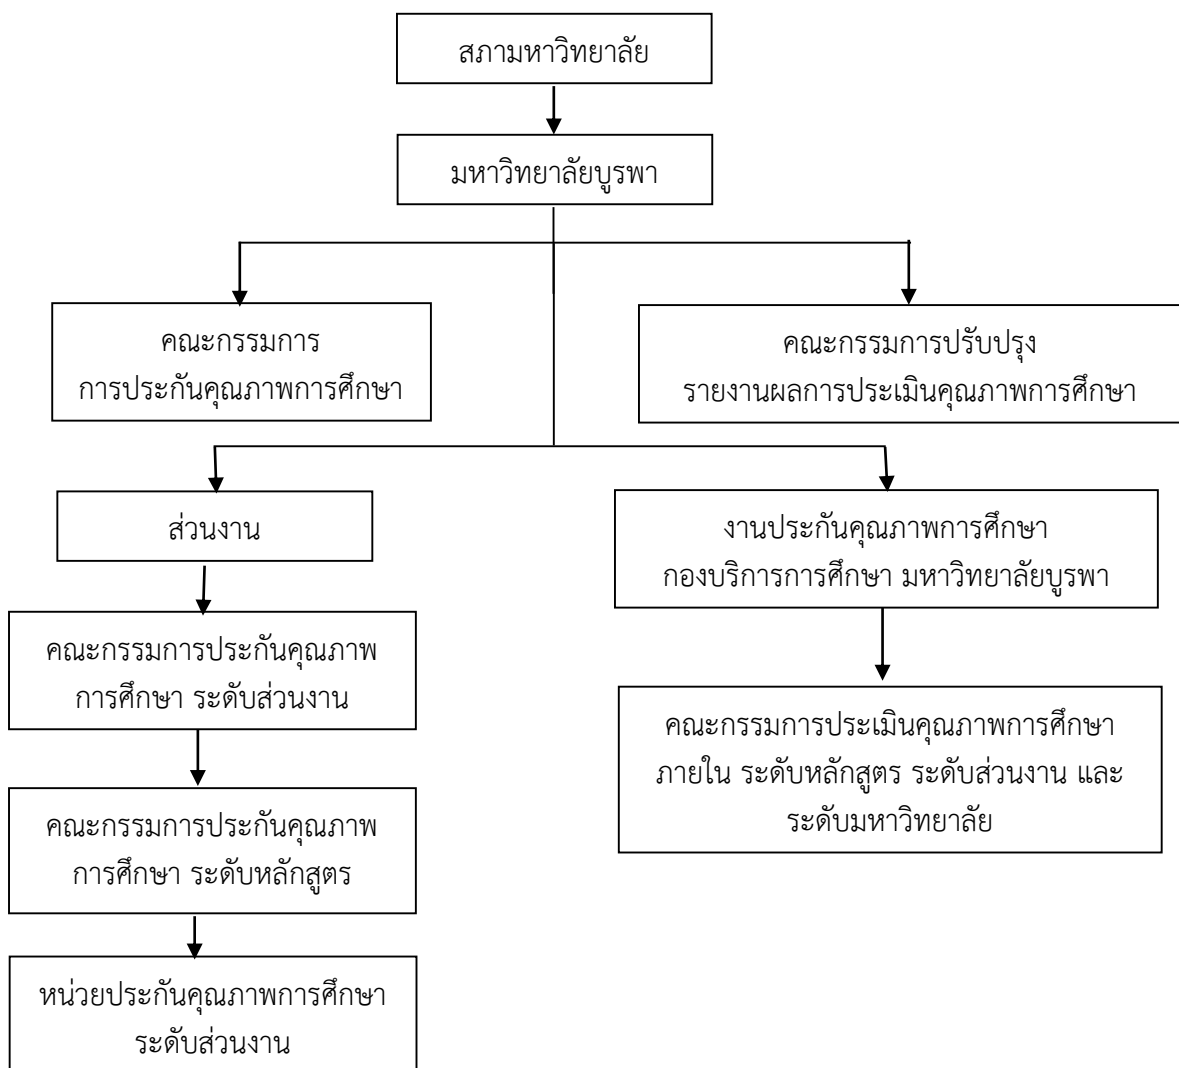 สภามหาวิทยาลัย
มหาวิทยาลัยบูรพา
คณะกรรมการ
การประกันคุณภาพการศึกษา
คณะกรรมการปรับปรุง
รายงานผลการประเมินคุณภาพการศึกษา
ส่วนงาน
งานประกันคุณภาพการศึกษา
กองบริการการศึกษา มหาวิทยาลัยบูรพา
คณะกรรมการประกันคุณภาพ
การศึกษา ระดับส่วนงาน
คณะกรรมการประเมินคุณภาพการศึกษา
ภายใน ระดับหลักสูตร ระดับส่วนงาน และ
ระดับมหาวิทยาลัย
คณะกรรมการประกันคุณภาพ
การศึกษา ระดับหลักสูตร
หน่วยประกันคุณภาพการศึกษา
ระดับส่วนงาน